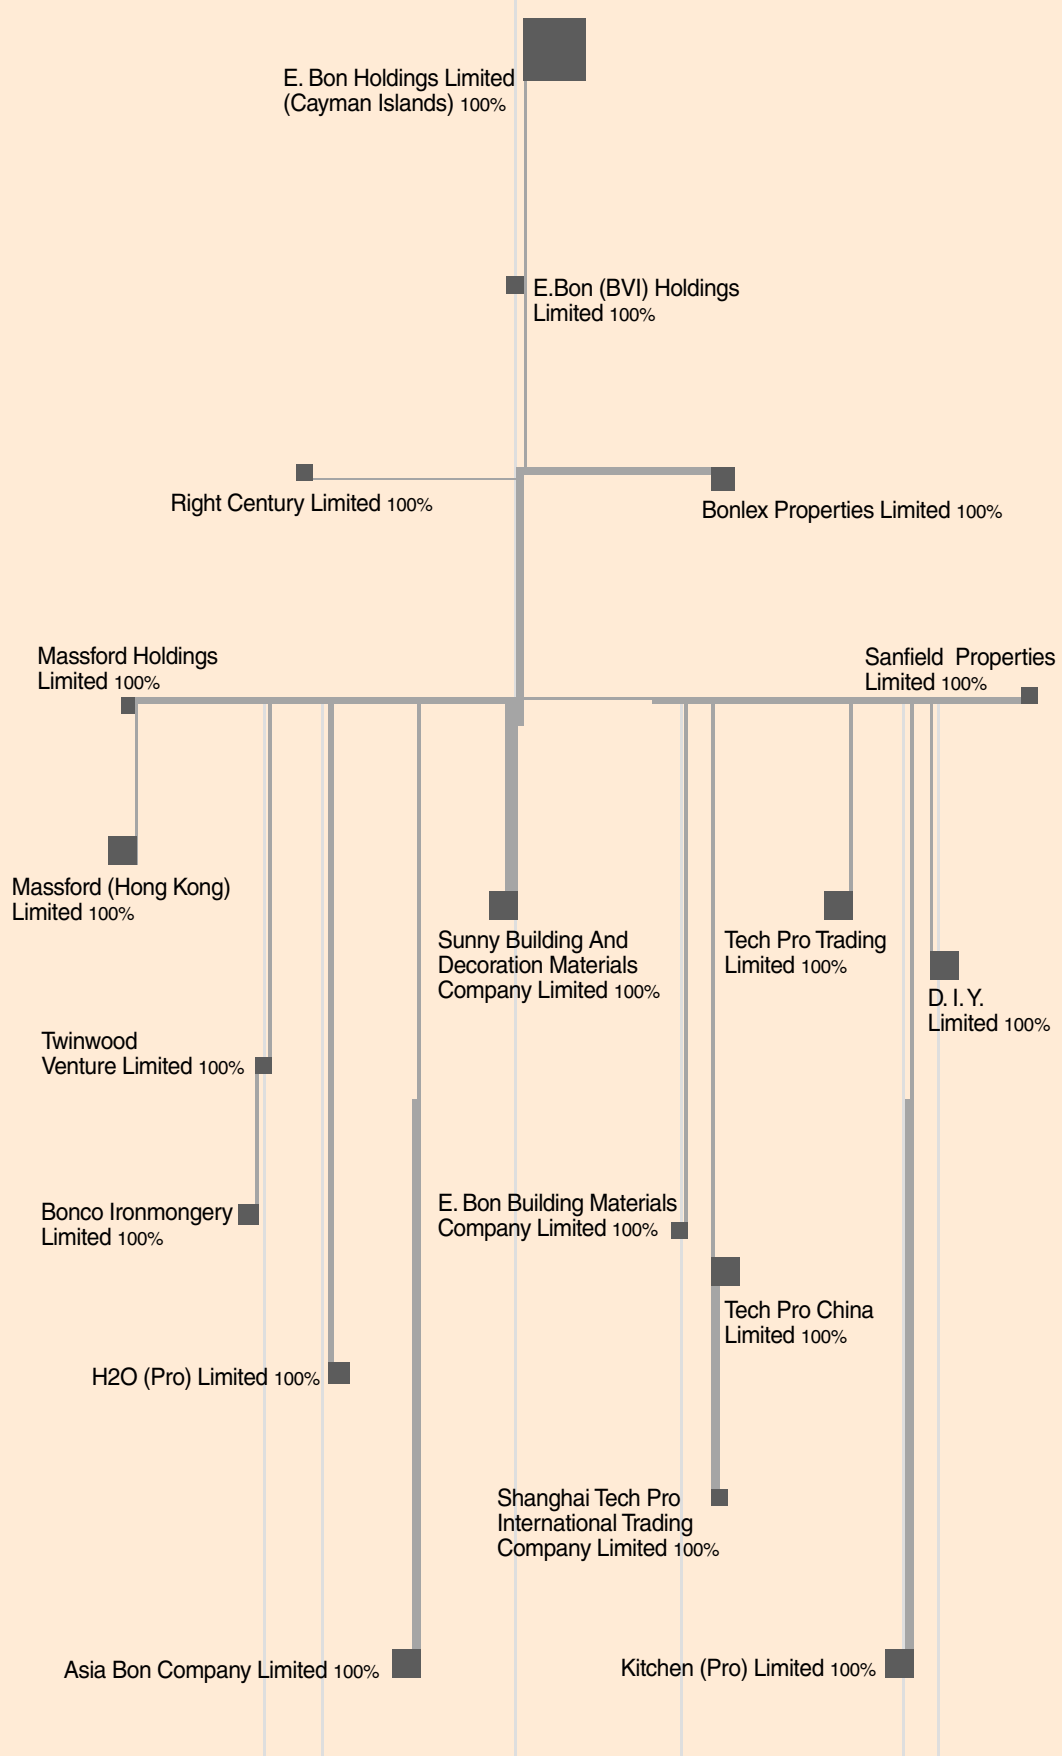 E. Bon Holdings Limited
(Cayman Islands) 100%
E.Bon (BVI) Holdings
Limited 100%
Right Century Limited 100%
Bonlex Properties Limited 100%
Massford Holdings
Limited 100%
Sanfield Properties
Limited 100%
Massford (Hong Kong)
Limited 100%
Sunny Building And
Decoration Materials
Company Limited 100%
Tech Pro Trading
Limited 100%
D. I. Y.
Limited 100%
Twinwood
Venture Limited 100%
Bonco Ironmongery
Limited 100%
E. Bon Building Materials
Company Limited 100%
Tech Pro China
Limited 100%
H2O (Pro) Limited 100%
Shanghai Tech Pro
International Trading
Company Limited 100%
Asia Bon Company Limited 100%
Kitchen (Pro) Limited 100%